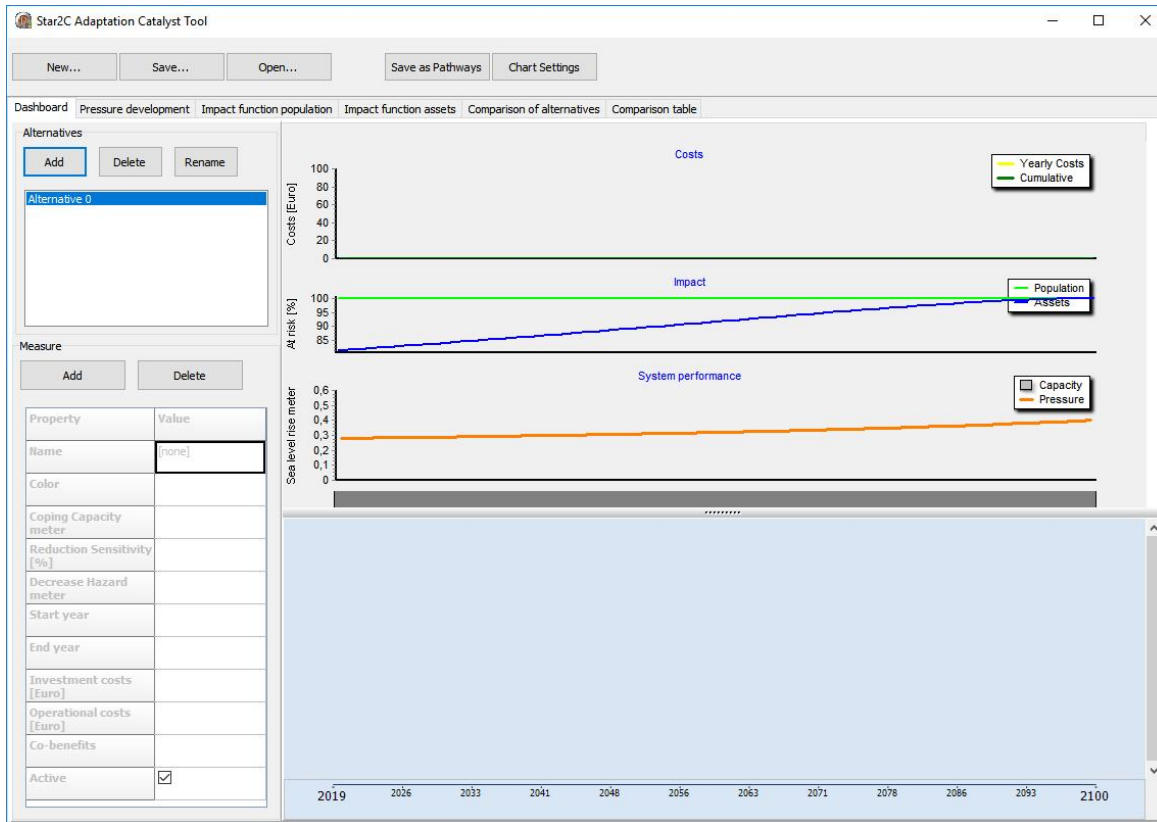 Star2C Adaptation Catalyst Tool
New... Save... Open... Save as Pathways Chart Settings
Dashboard Pressure development Impact function population Impact function assets Comparison of alternatives Comparison table
Alternatives
Add Delete Rename
Alternative 0
Measure
Add Delete
Property Value
Name [none]
Color
Coping Capacity
meter
Reduction Sensitivity
[%]
Decrease Hazard
meter
Start year
End year
Investment costs
[Euro]
Operational costs
[Euro]
Co-benefits
Active
Costs
Costs [Euro]
100
80
60
40
20
0
Yearly Costs
Cumulative
Impact
At risk [%]
100
95
90
85
Population
Assets
System performance
Sea level rise meter
0,6
0,5
0,4
0,3
0,2
0,1
0
Capacity
Pressure
2019 2026 2033 2041 2048 2056 2063 2071 2078 2086 2093 2100